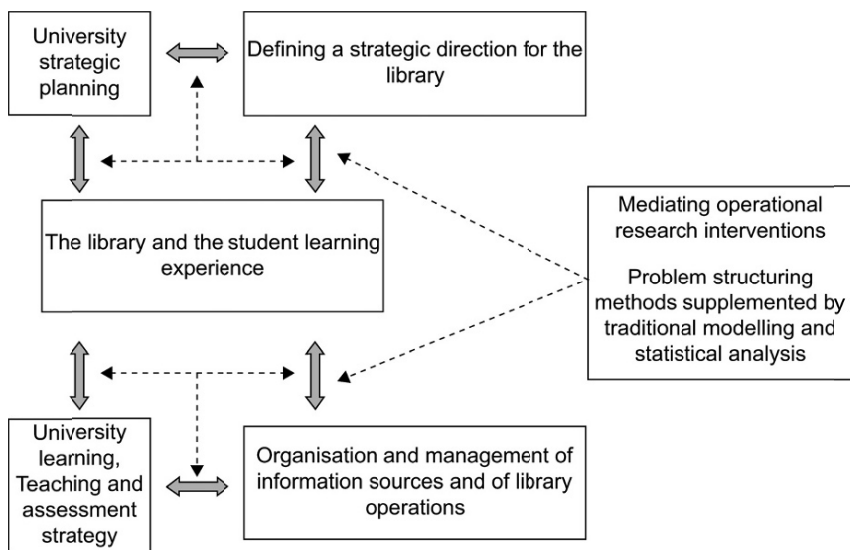 University
strategic
planning
Defining a strategic direction for the
library
The library and the student learning
experience
Mediating operational
research interventions
Problem structuring
methods supplemented by
traditional modelling and
statistical analysis
University
learning,
Teaching and
assessment
strategy
Organisation and management of
information sources and of library
operations